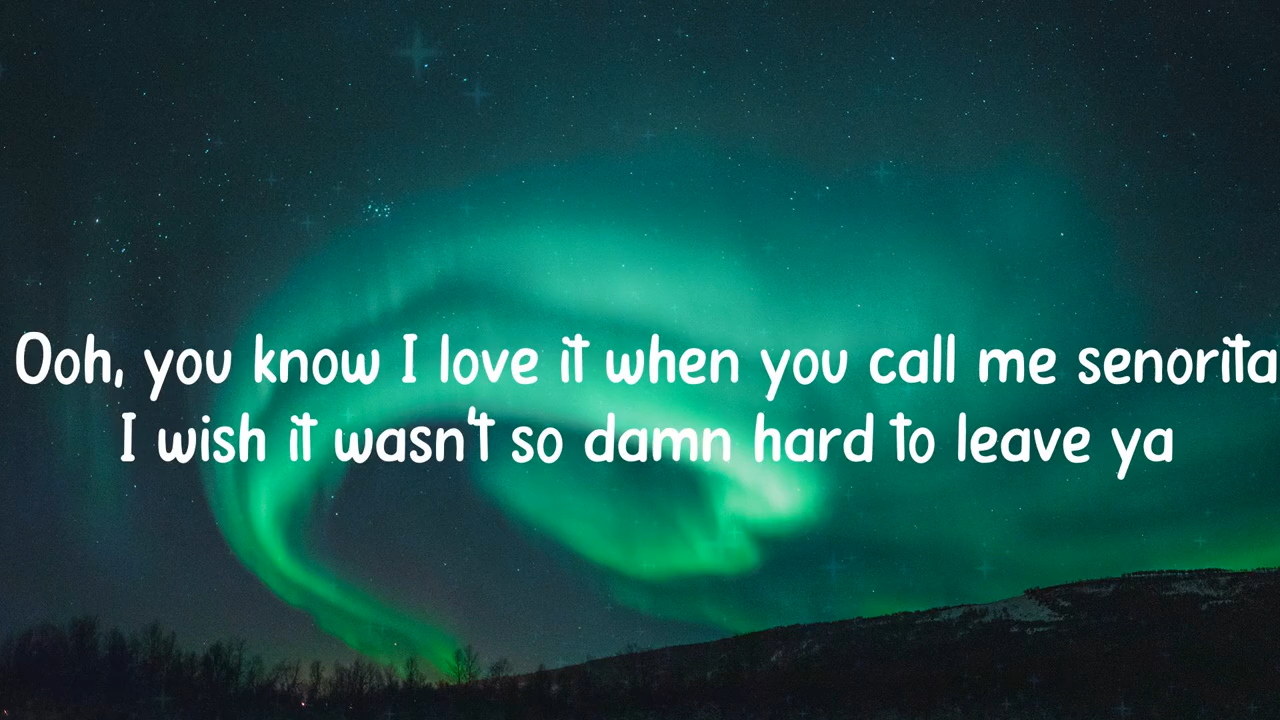 Ooh, you know I love it when you call me senorita
I wish it wasn't so damn hard to leave ya